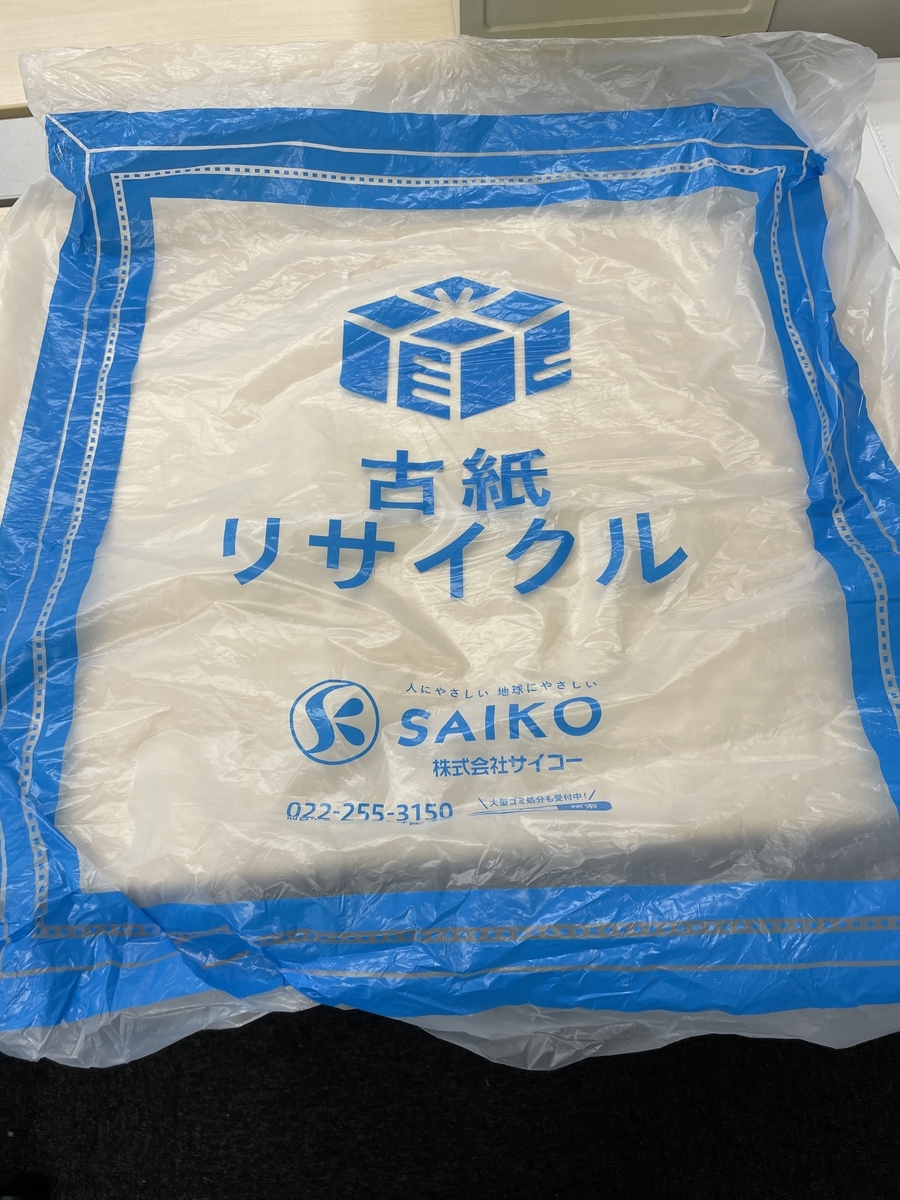 古紙
リサイクル
人にやさしい 地球にやさしい
SAIKO
株式会社サイコー
022-255-3150
大型ゴミ処分も受付中!